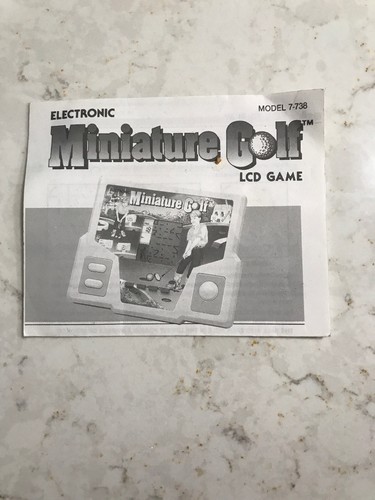 ELECTRONIC
MODEL 7-738
Miniature Golf™
LCD GAME
Miniature Golf